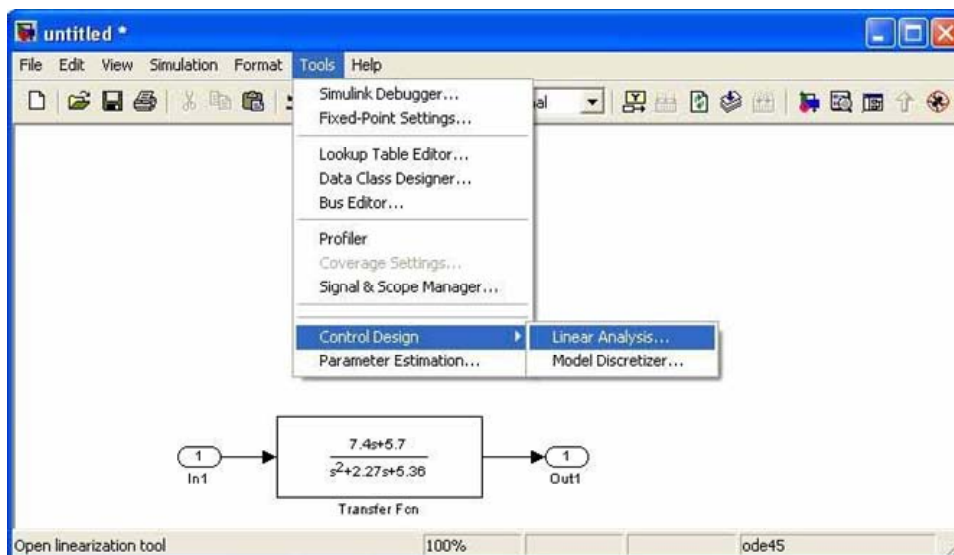 untitled *
File Edit View Simulation Format Tools Help
Simulink Debugger...
Fixed-Point Settings...
Lookup Table Editor...
Data Class Designer...
Bus Editor...
Profiler
Coverage Settings...
Signal & Scope Manager...
Control Design
Linear Analysis...
Parameter Estimation...
Model Discretizer...
1
In1
7.4s+5.7
s²+2.27s+5.36
Transfer Fcn
1
Out1
Open linearization tool 100% ode45